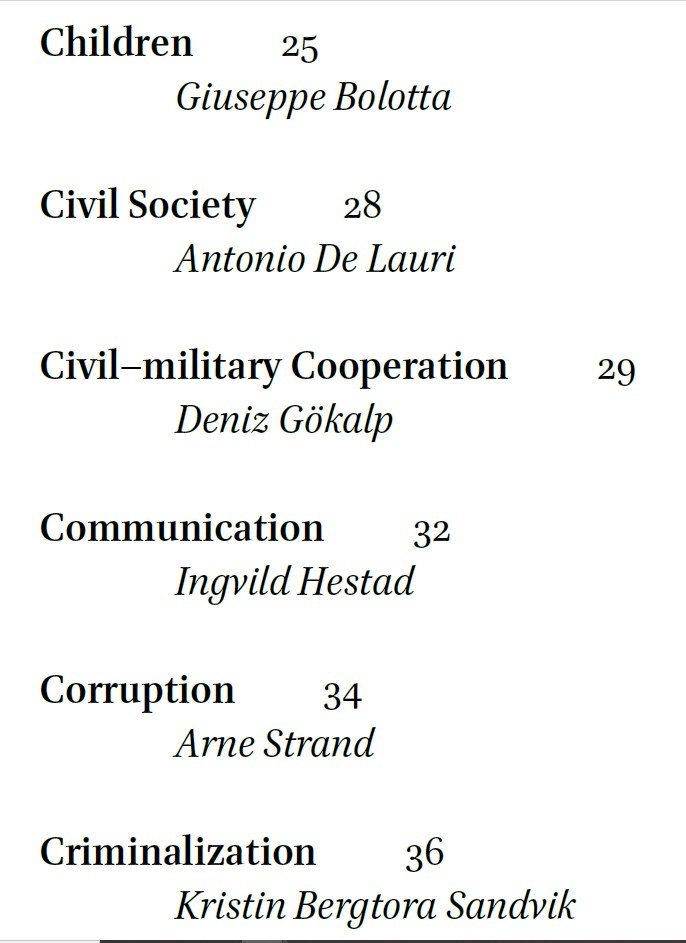 Children 25
Giuseppe Bolotta
Civil Society 28
Antonio De Lauri
Civil–military Cooperation 29
Deniz Gökalp
Communication 32
Ingvild Hestad
Corruption 34
Arne Strand
Criminalization 36
Kristin Bergtora Sandvik